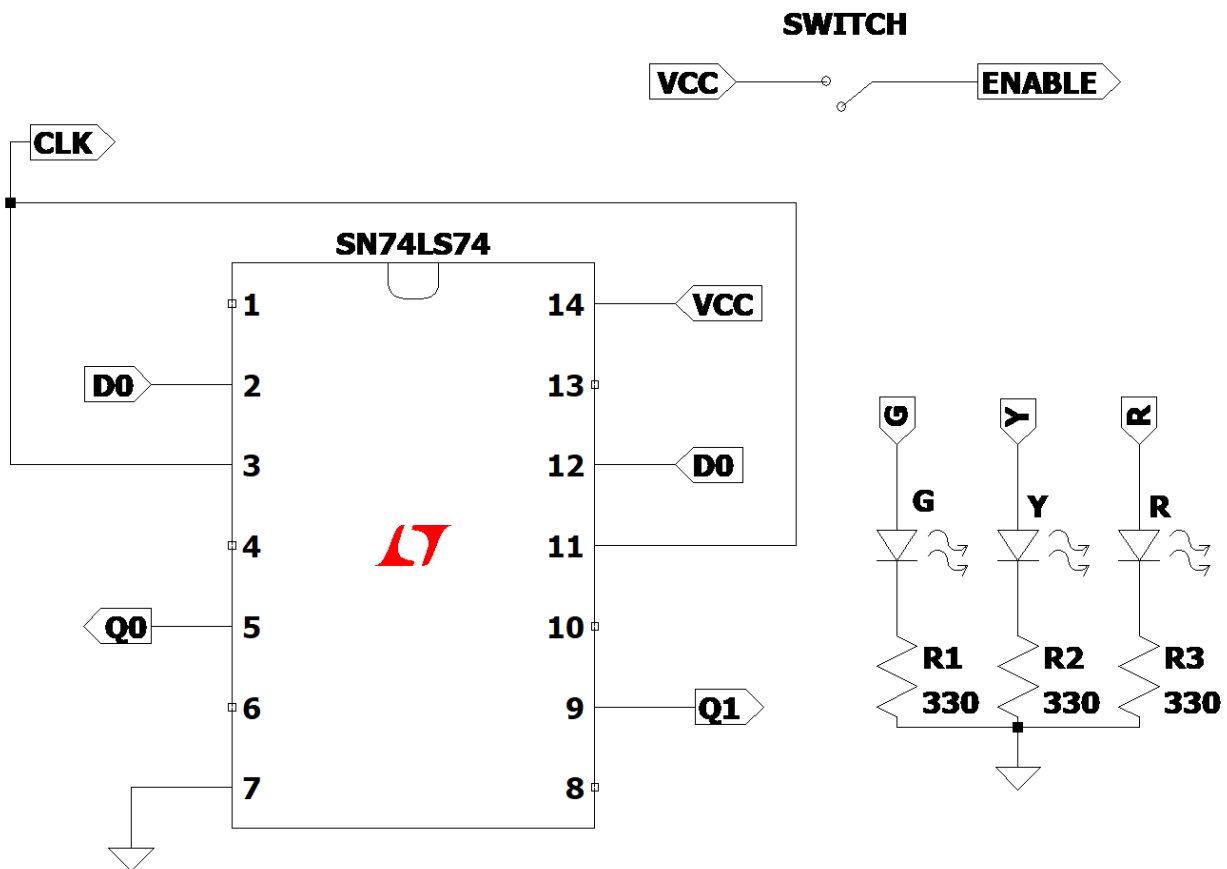 SWITCH
VCC ENABLE
CLK
SN74LS74
1 14 VCC
D0 2 13
3 12 D0
4 11
Q0 5 10
6 9 Q1
7 8
G Y R
G Y R
R1 R2 R3
330 330 330